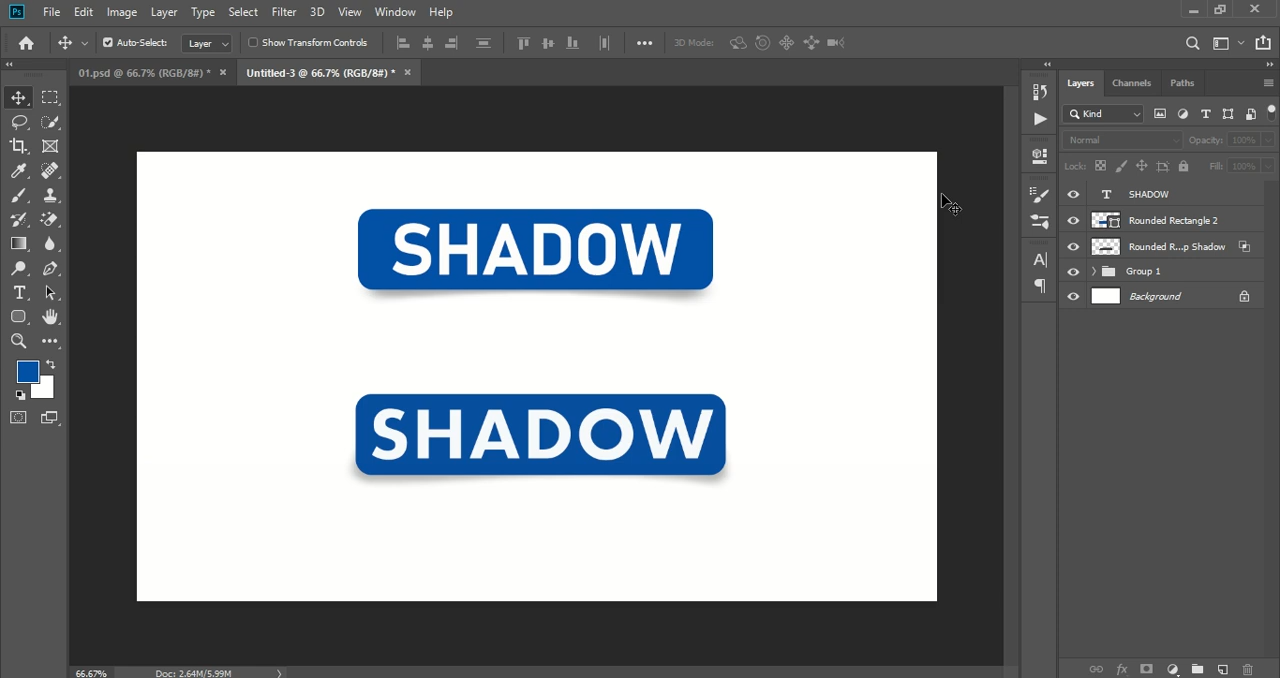 Ps File Edit Image Layer Type Select Filter 3D View Window Help
Auto-Select: Layer Show Transform Controls 3D Mode:
01.psd @ 66.7% (RGB/8#) * × Untitled-3 @ 66.7% (RGB/8#) * ×
Layers Channels Paths
Kind
Normal Opacity: 100%
Lock: Fill: 100%
SHADOW
Rounded Rectangle 2
Rounded R...p Shadow
Group 1
Background
SHADOW
SHADOW
66.67% Doc: 2.64M/5.99M